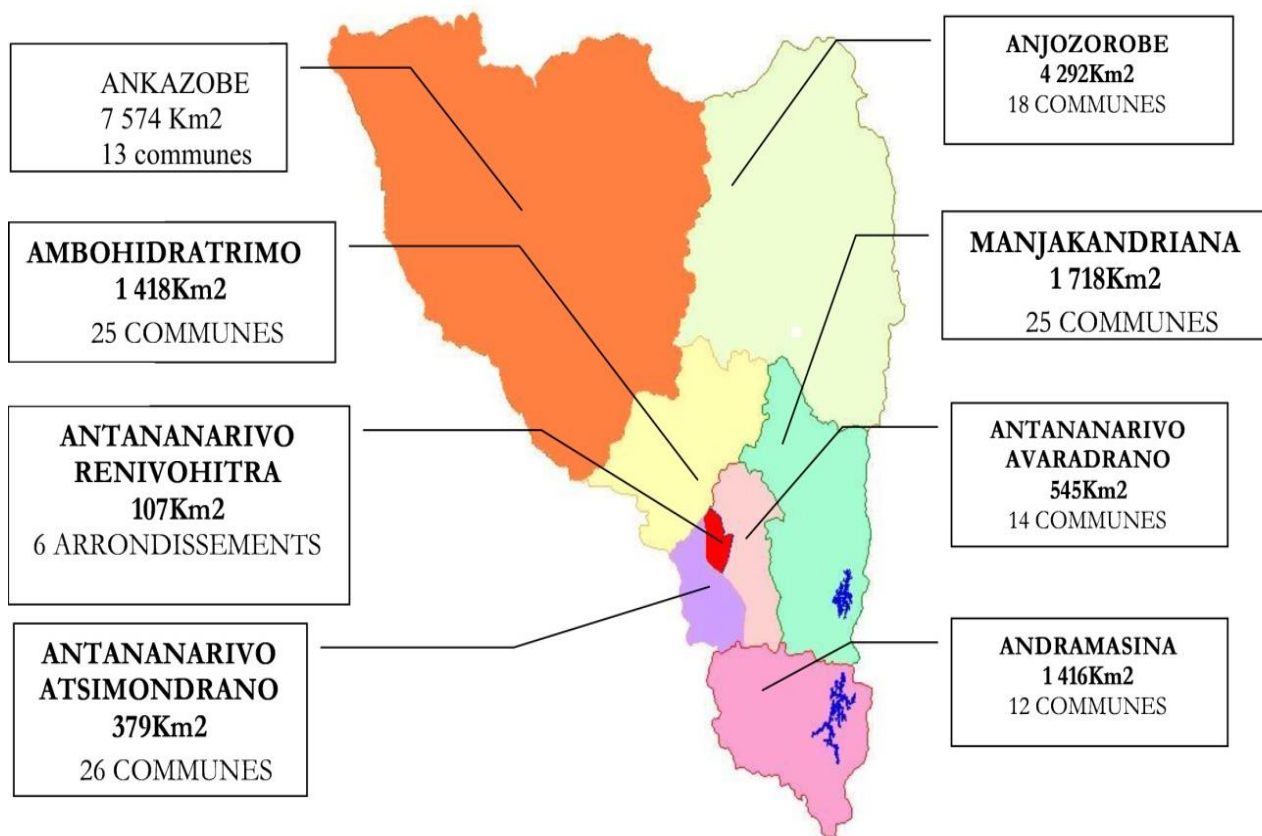 ANKAZOBE
7 574 Km2
13 communes
AMBOHIDRATRIMO
1 418Km2
25 COMMUNES
ANTANANARIVO
RENIVOHITRA
107Km2
6 ARRONDISSEMENTS
ANTANANARIVO
ATSIMONDRANO
379Km2
26 COMMUNES
ANJOZOROBE
4 292Km2
18 COMMUNES
MANJAKANDRIANA
1 718Km2
25 COMMUNES
ANTANANARIVO
AVARADRANO
545Km2
14 COMMUNES
ANDRAMASINA
1 416Km2
12 COMMUNES